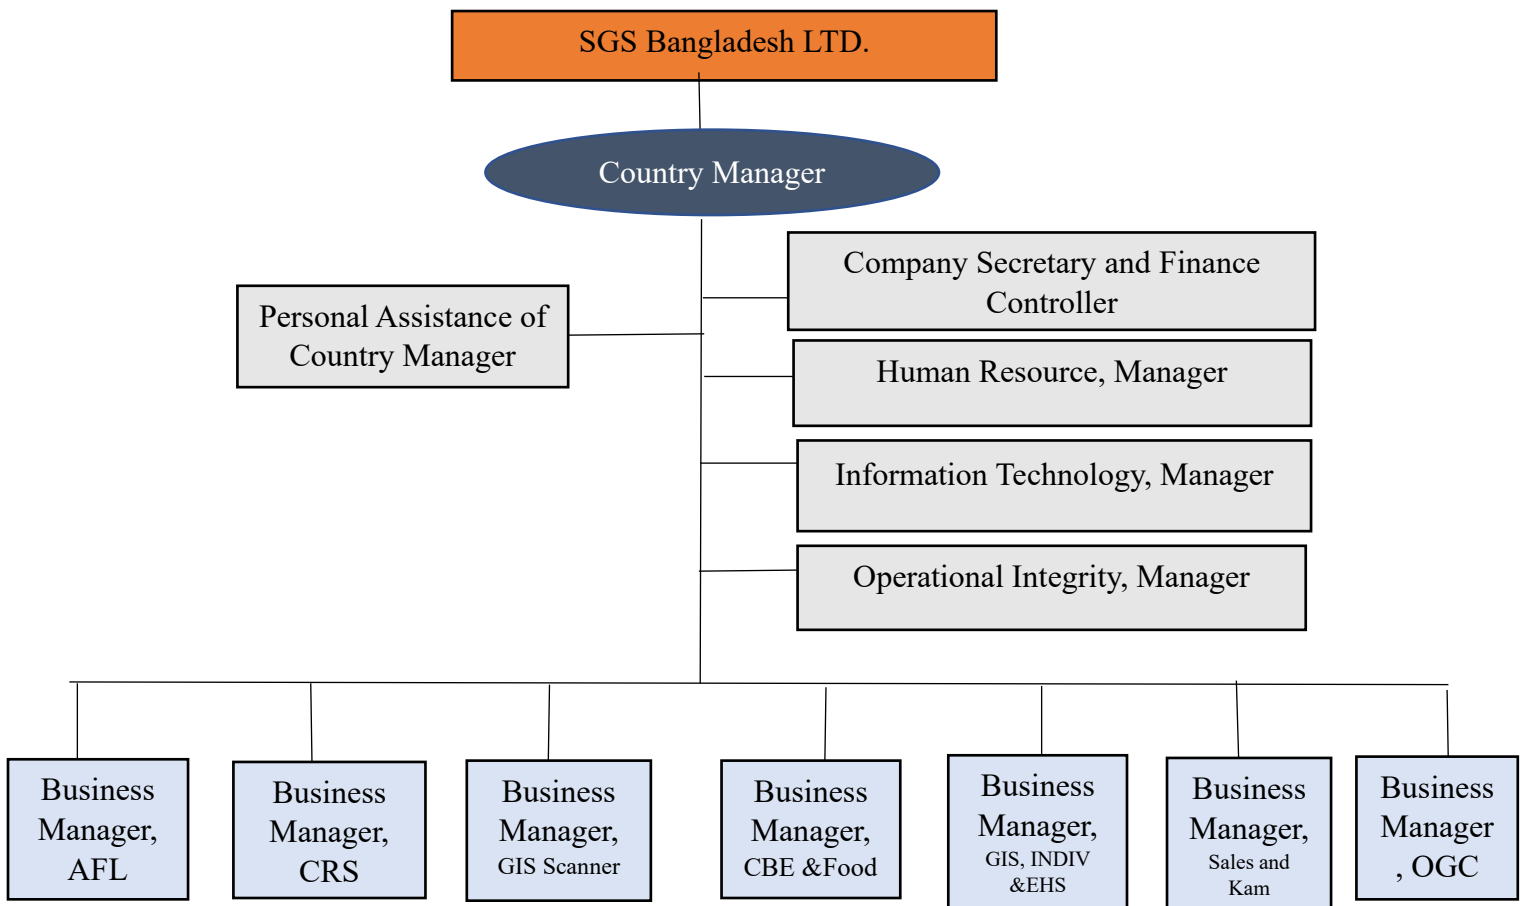 SGS Bangladesh LTD.
Country Manager
Company Secretary and Finance
Controller
Personal Assistance of
Country Manager
Human Resource, Manager
Information Technology, Manager
Operational Integrity, Manager
Business
Manager,
AFL
Business
Manager,
CRS
Business
Manager,
GIS Scanner
Business
Manager,
CBE &Food
Business
Manager,
GIS, INDIV
&EHS
Business
Manager,
Sales and
Kam
Business
Manager
, OGC